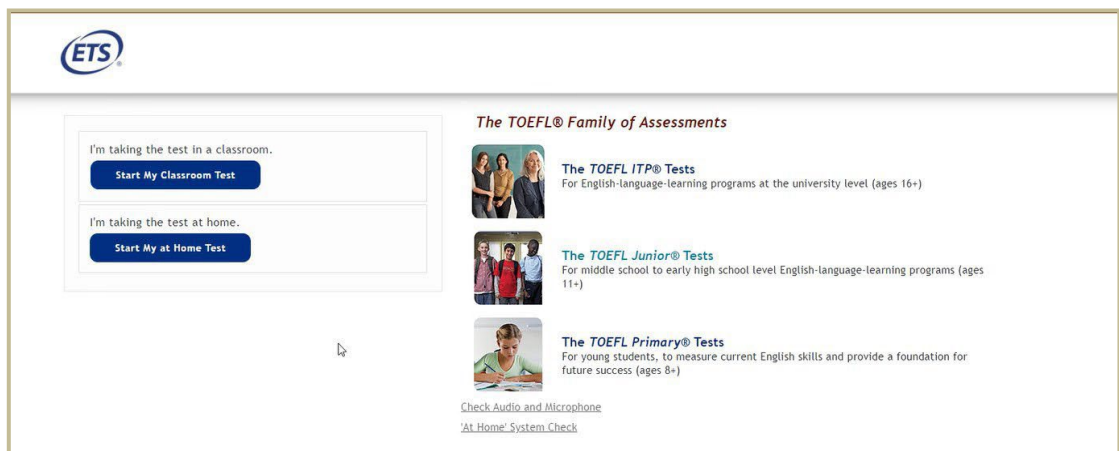 ETS®
I'm taking the test in a classroom.
Start My Classroom Test
I'm taking the test at home.
Start My at Home Test
The TOEFL® Family of Assessments
The TOEFL ITP® Tests
For English-language-learning programs at the university level (ages 16+)
The TOEFL Junior® Tests
For middle school to early high school level English-language-learning programs (ages
11+)
The TOEFL Primary® Tests
For young students, to measure current English skills and provide a foundation for
future success (ages 8+)
Check Audio and Microphone
'At Home' System Check